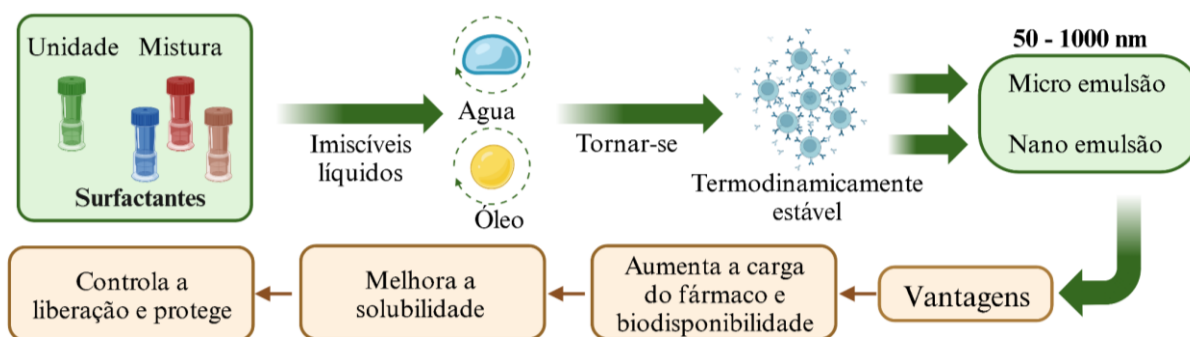 Unidade Mistura
Surfactantes
Imiscíveis
líquidos
Agua
Óleo
Tornar-se
Termodinamicamente
estável
50 - 1000 nm
Micro emulsão
Nano emulsão
Vantagens
Aumenta a carga
do fármaco e
biodisponibilidade
Melhora a
solubilidade
Controla a
liberação e protege